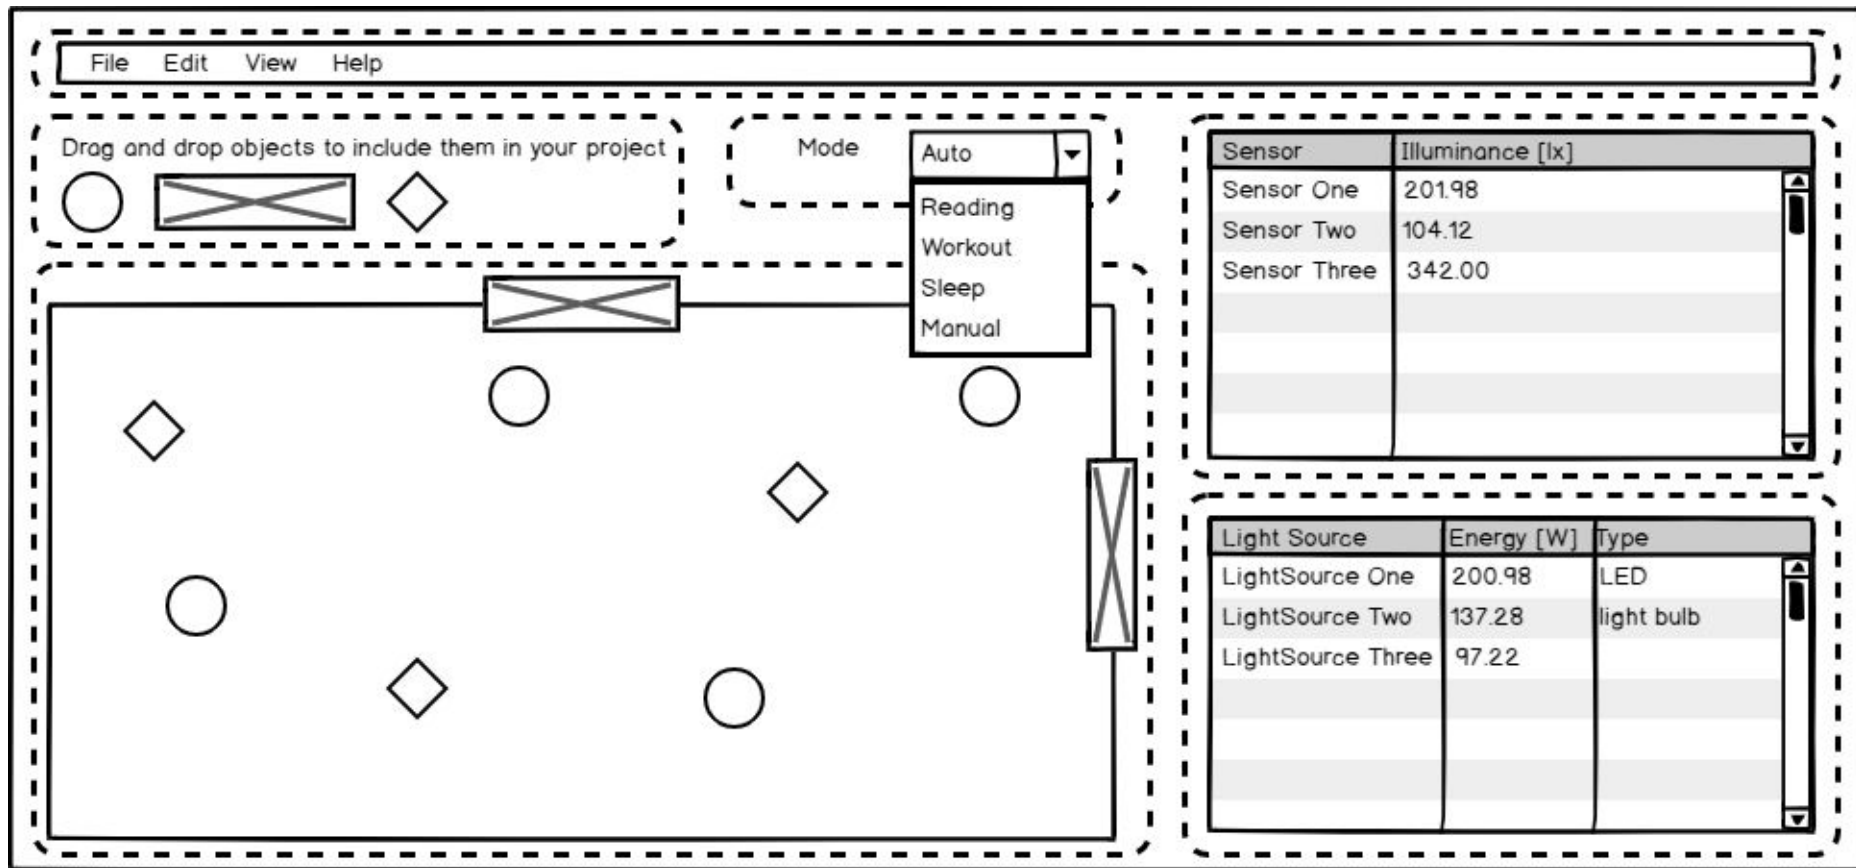 File Edit View Help
Drag and drop objects to include them in your project
Mode
Auto
Reading
Workout
Sleep
Manual
Sensor Illuminance [lx]
Sensor One 201.98
Sensor Two 104.12
Sensor Three 342.00
Light Source Energy [W] Type
LightSource One 200.98 LED
LightSource Two 137.28 light bulb
LightSource Three 97.22